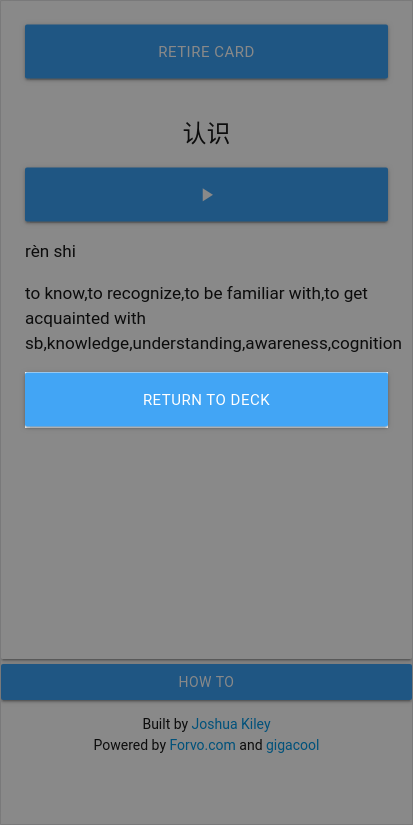 RETIRE CARD
认识
rèn shi
to know,to recognize,to be familiar with,to get
acquainted with
sb,knowledge,understanding,awareness,cognition
RETURN TO DECK
HOW TO
Built by Joshua Kiley
Powered by Forvo.com and gigacool